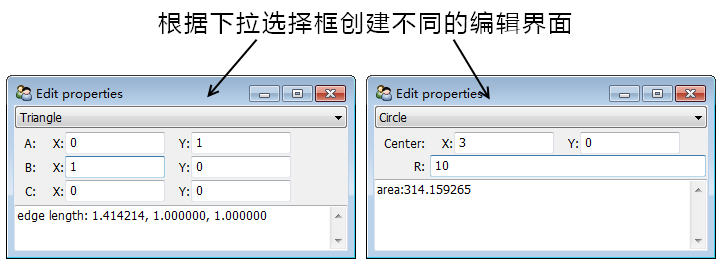 根据下拉选择框创建不同的编辑界面
Edit properties
Triangle
A: X: 0 Y: 1
B: X: 1 Y: 0
C: X: 0 Y: 0
edge length: 1.414214, 1.000000, 1.000000
Edit properties
Circle
Center: X: 3 Y: 0
R: 10
area:314.159265